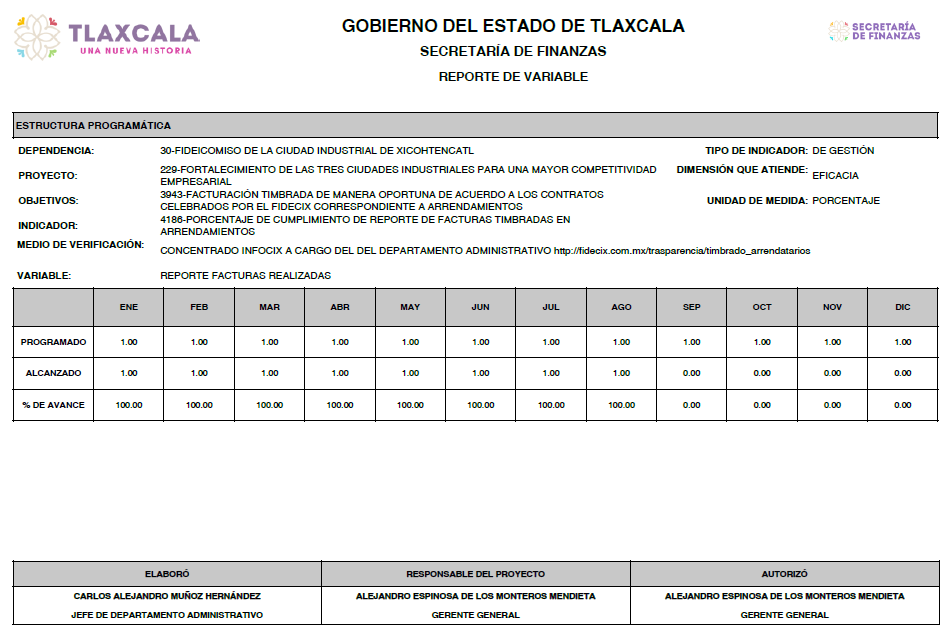 TLAXCALA
UNA NUEVA HISTORIA
GOBIERNO DEL ESTADO DE TLAXCALA
SECRETARÍA DE FINANZAS
REPORTE DE VARIABLE
SECRETARÍA
DE FINANZAS
ESTRUCTURA PROGRAMÁTICA
DEPENDENCIA: 30-FIDEICOMISO DE LA CIUDAD INDUSTRIAL DE XICOHTENCATL TIPO DE INDICADOR: DE GESTIÓN
PROYECTO: 229-FORTALECIMIENTO DE LAS TRES CIUDADES INDUSTRIALES PARA UNA MAYOR COMPETITIVIDAD
EMPRESARIAL
DIMENSIÓN QUE ATIENDE: EFICACIA
OBJETIVOS: 3943-FACTURACIÓN TIMBRADA DE MANERA OPORTUNA DE ACUERDO A LOS CONTRATOS
CELEBRADOS POR EL FIDECIX CORRESPONDIENTE A ARRENDAMIENTOS
UNIDAD DE MEDIDA: PORCENTAJE
INDICADOR: 4186-PORCENTAJE DE CUMPLIMIENTO DE REPORTE DE FACTURAS TIMBRADAS EN
ARRENDAMIENTOS
MEDIO DE VERIFICACIÓN: CONCENTRADO INFOCIX A CARGO DEL DEL DEPARTAMENTO ADMINISTRATIVO http://fidecix.com.mx/trasparencia/timbrado_arrendatarios
VARIABLE: REPORTE FACTURAS REALIZADAS
ENE FEB MAR ABR MAY JUN JUL AGO SEP OCT NOV DIC
PROGRAMADO 1.00 1.00 1.00 1.00 1.00 1.00 1.00 1.00 1.00 1.00 1.00 1.00
ALCANZADO 1.00 1.00 1.00 1.00 1.00 1.00 1.00 1.00 0.00 0.00 0.00 0.00
% DE AVANCE 100.00 100.00 100.00 100.00 100.00 100.00 100.00 100.00 0.00 0.00 0.00 0.00
ELABORÓ RESPONSABLE DEL PROYECTO AUTORIZÓ
CARLOS ALEJANDRO MUÑOZ HERNÁNDEZ ALEJANDRO ESPINOSA DE LOS MONTEROS MENDIETA ALEJANDRO ESPINOSA DE LOS MONTEROS MENDIETA
JEFE DE DEPARTAMENTO ADMINISTRATIVO GERENTE GENERAL GERENTE GENERAL